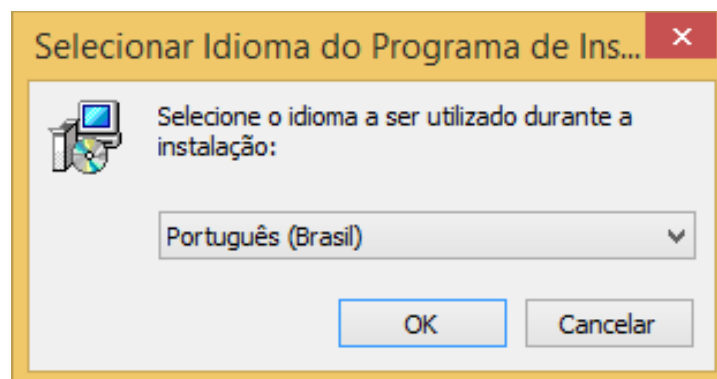 Selecionar Idioma do Programa de Ins...
Selecione o idioma a ser utilizado durante a
instalação:
Português (Brasil)
OK
Cancelar